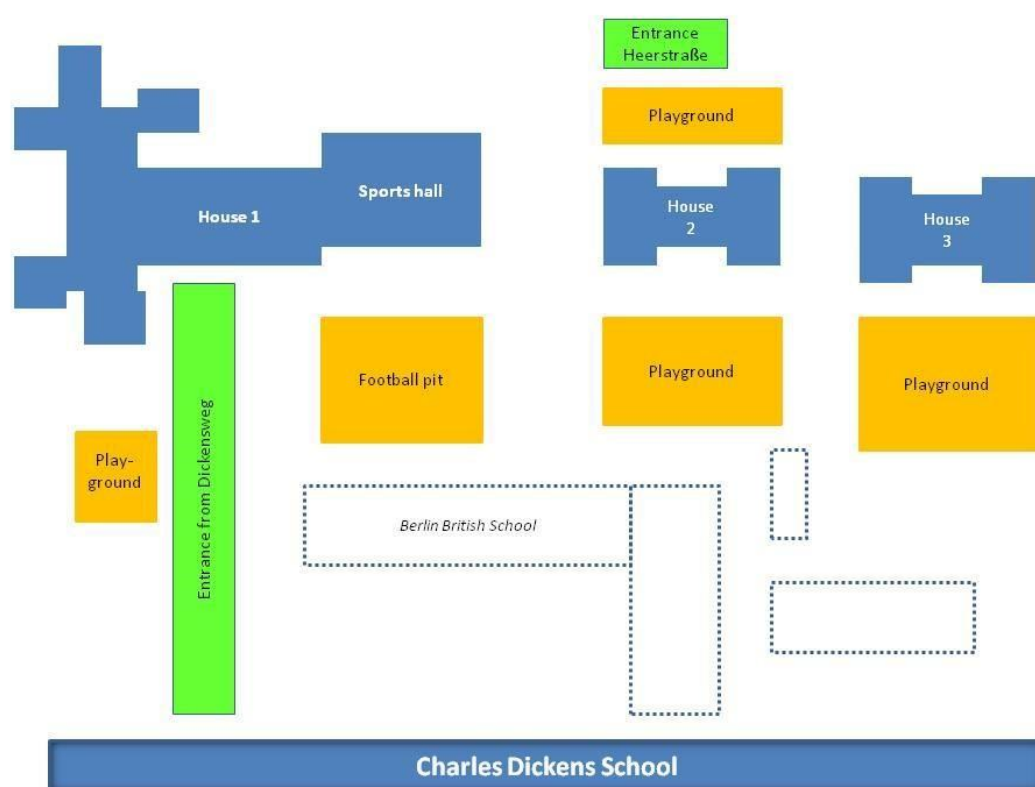 Entrance
Heerstraße
Playground
Sports hall
House 1
House
2
House
3
Football pit
Playground
Playground
Play-
ground
Entrance from Dickensweg
Berlin British School
Charles Dickens School